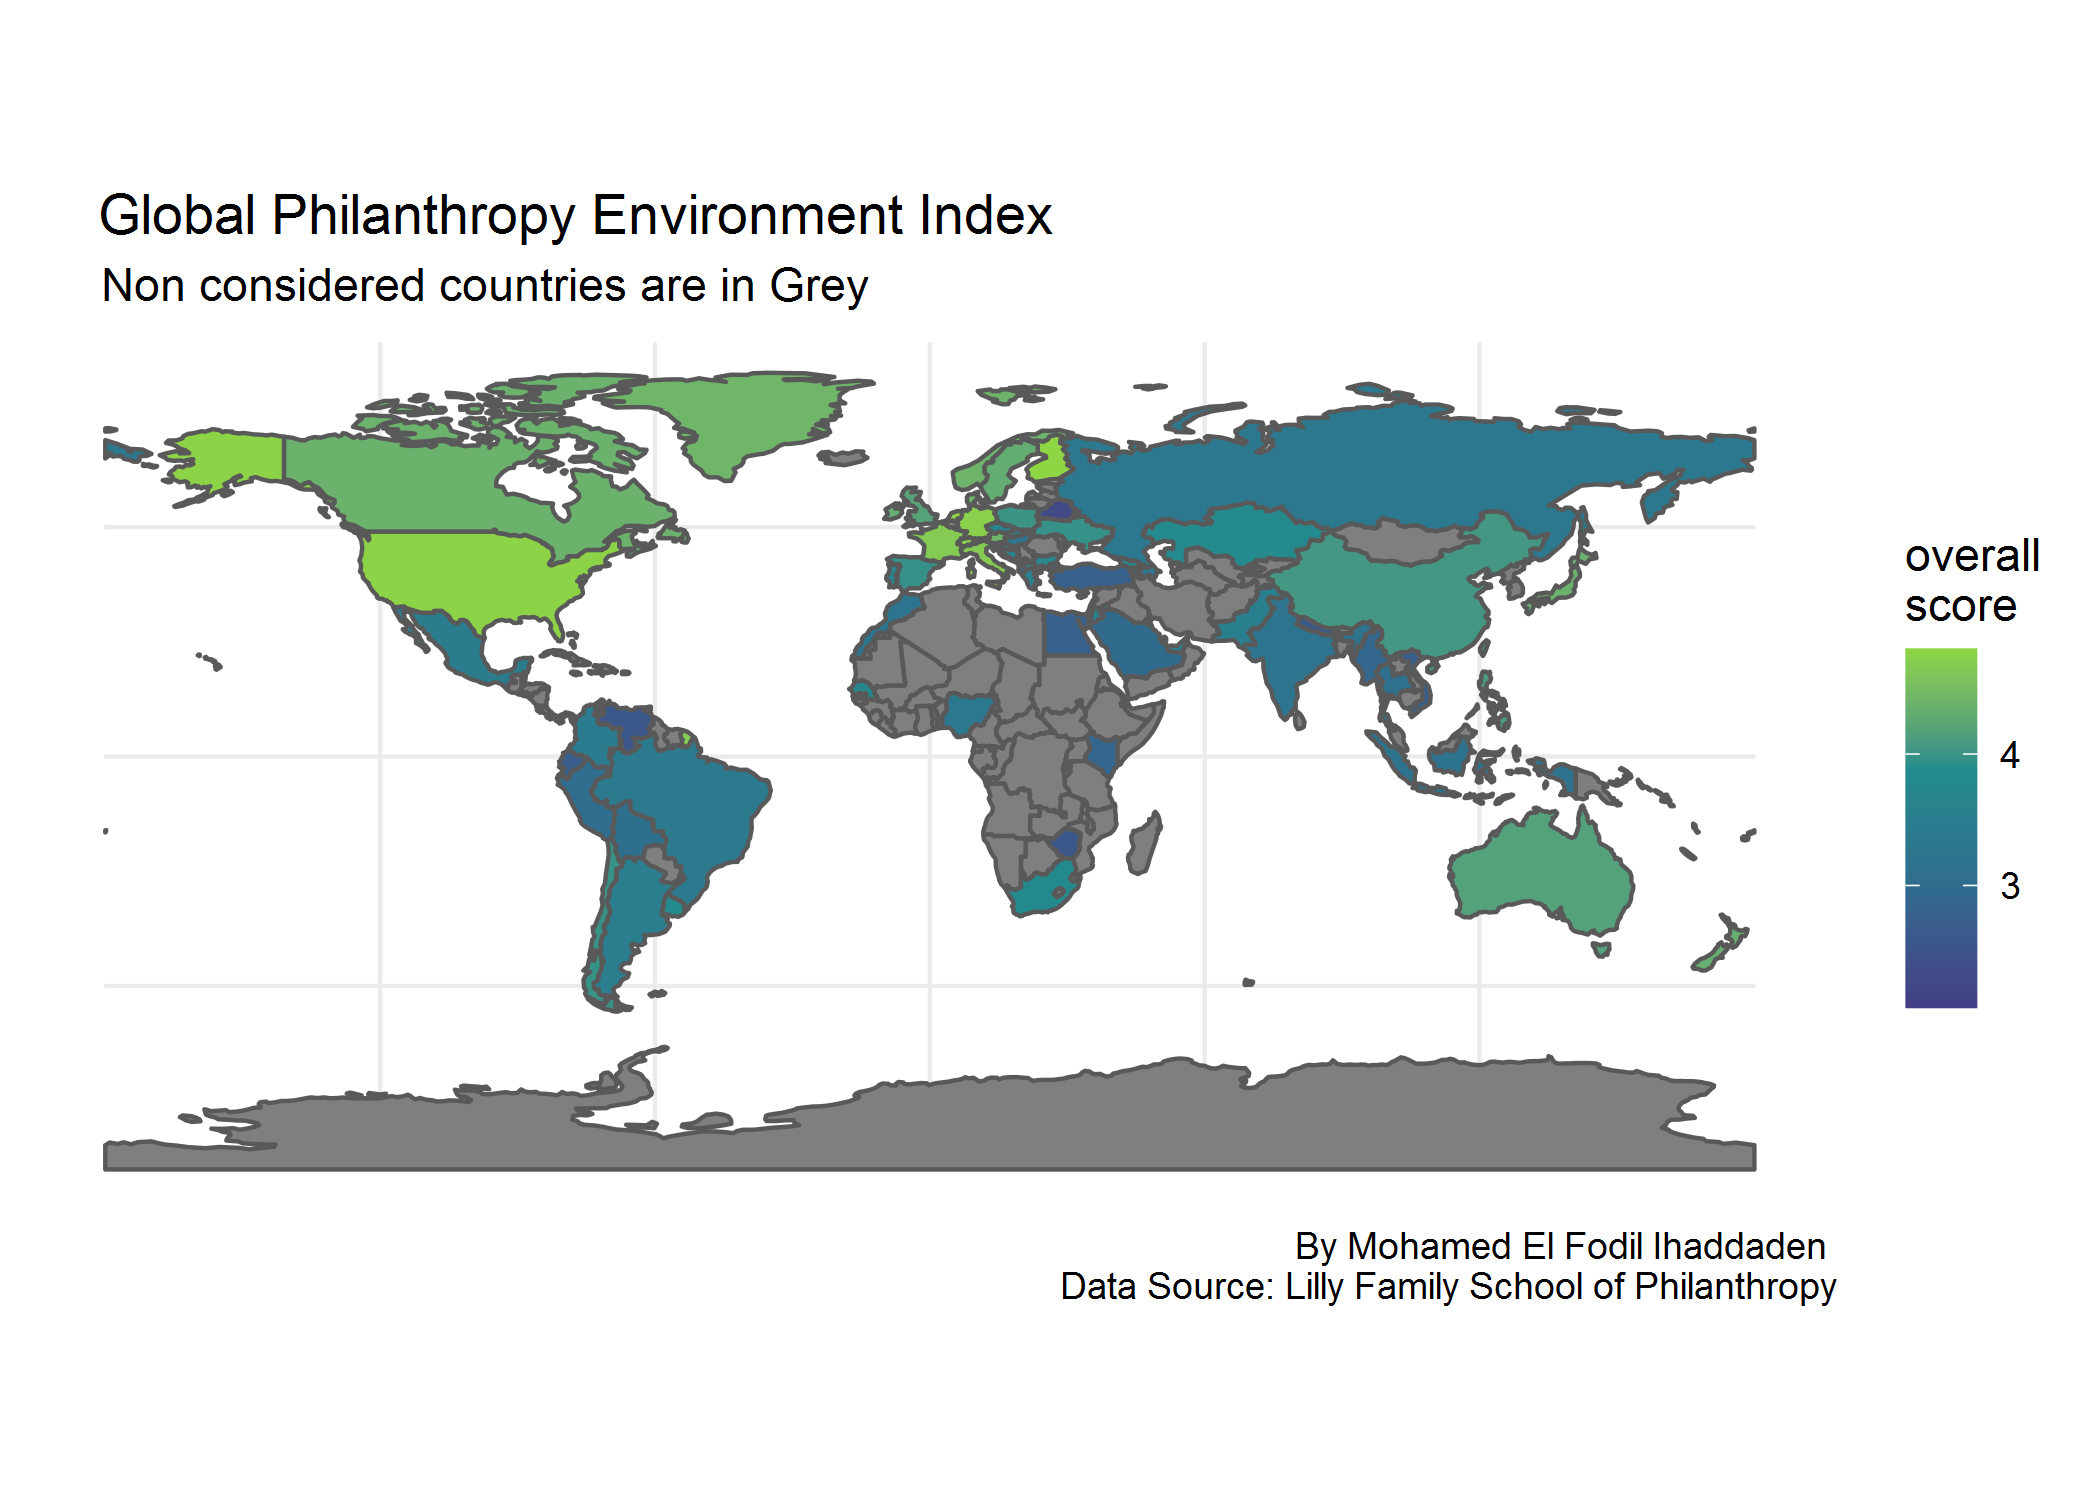 Global Philanthropy Environment Index
Non considered countries are in Grey
overall
score
4
3
By Mohamed El Fodil Ihaddaden
Data Source: Lilly Family School of Philanthropy